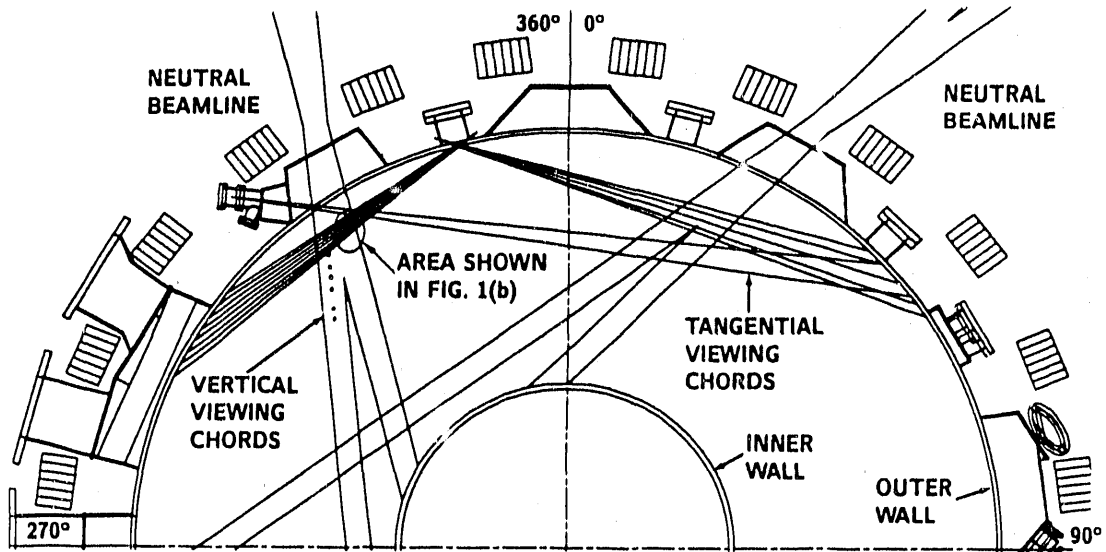 360° 0°
NEUTRAL
BEAMLINE
NEUTRAL
BEAMLINE
AREA SHOWN
IN FIG. 1(b)
TANGENTIAL
VIEWING
CHORDS
VERTICAL
VIEWING
CHORDS
INNER
WALL
OUTER
WALL
270°
90°